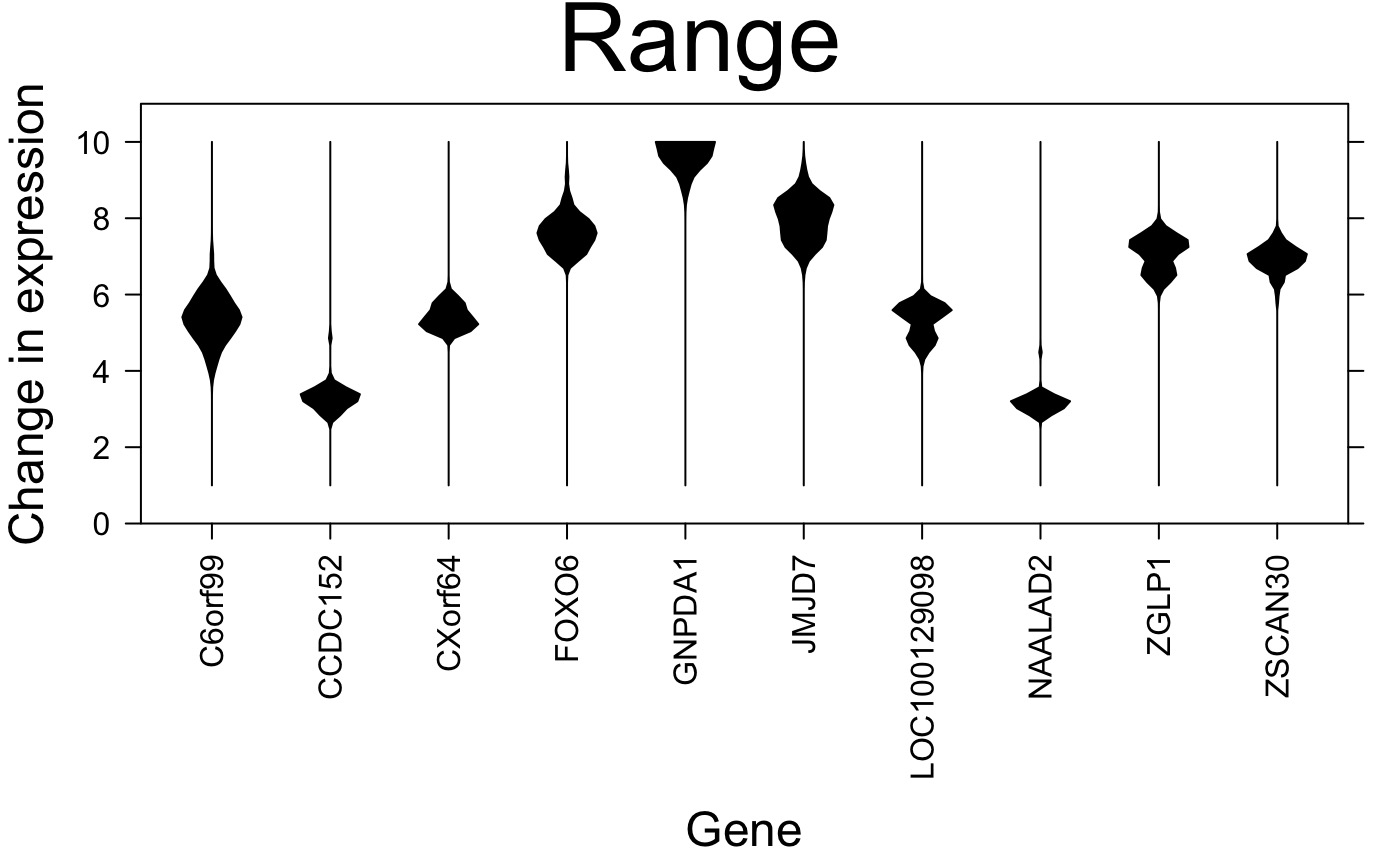 Range
Change in expression
10
8
6
4
2
0
C6orf99
CCDC152
CXorf64
FOXO6
GNPDA1
JMJD7
LOC100129098
NAALAD2
ZGLP1
ZSCAN30
Gene